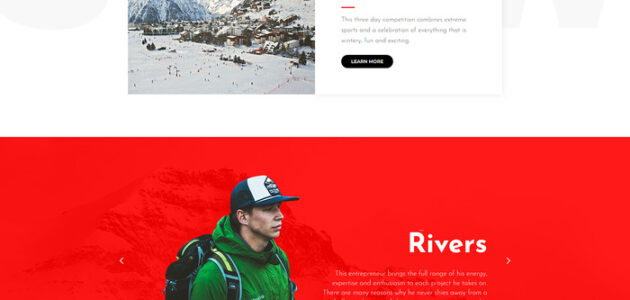 This three day competition combines extreme
sports and a celebration of everything that is
wintery, fun and exciting.
LEARN MORE
Rivers
This entrepreneur brings the full range of his energy,
expertise and enthusiasm to each project he takes on.
There are many reasons why he never shies away from a